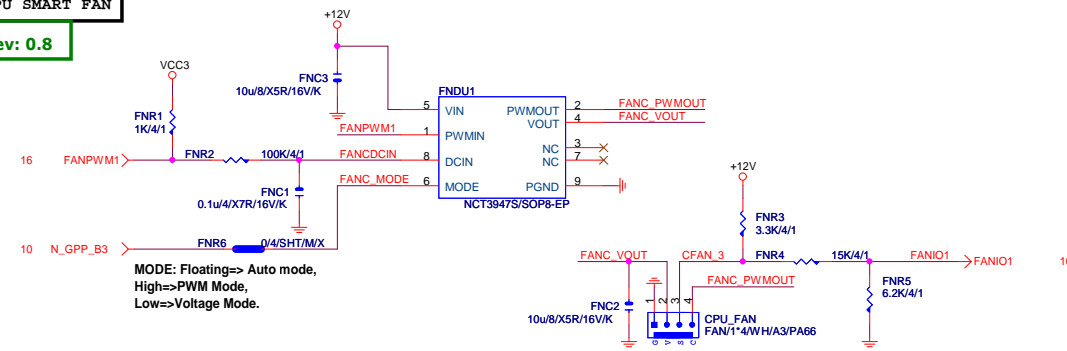 PU SMART FAN
ev: 0.8
+12V
VCC3
FNC3
10u/8/X5R/16V/K
FNR1
1K/4/1
FNDU1
5 VIN PWMOUT 2 FANC_PWMOUT
VOUT 4 FANC_VOUT
FANPWM1 1 PWMIN
NC 3
16 FANPWM1 FNR2 100K/4/1 FANCDCIN 8 DCIN NC 7
FANC_MODE 6 MODE PGND 9
FNC1
0.1u/4/X7R/16V/K
NCT3947S/SOP8-EP
10 N_GPP_B3 FNR6 0/4/SHT/M/X
MODE: Floating=> Auto mode,
High=>PWM Mode,
Low=>Voltage Mode.
+12V
FNR3
3.3K/4/1
FANC_VOUT CFAN_3 FNR4 15K/4/1 FANIO1 FANIO1
FANC_PWMOUT
FNR5
6.2K/4/1
FNC2
10u/8/X5R/16V/K
1 2 3 4
G V S C
CPU_FAN
FAN/1*4/WH/A3/PA66